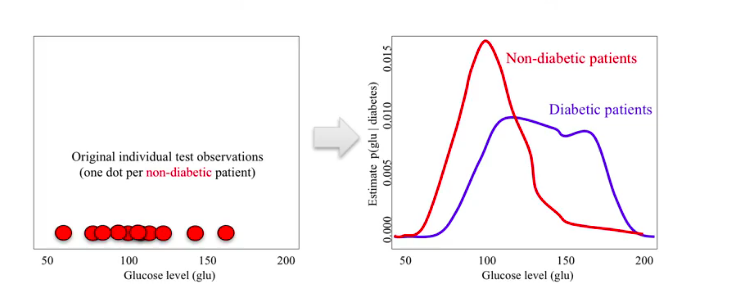 Original individual test observations
(one dot per non-diabetic patient)
50 100 150 200
Glucose level (glu)
Estimate p(glu | diabetes)
0.000 0.005 0.010 0.015
Non-diabetic patients
Diabetic patients
50 100 150 200
Glucose level (glu)